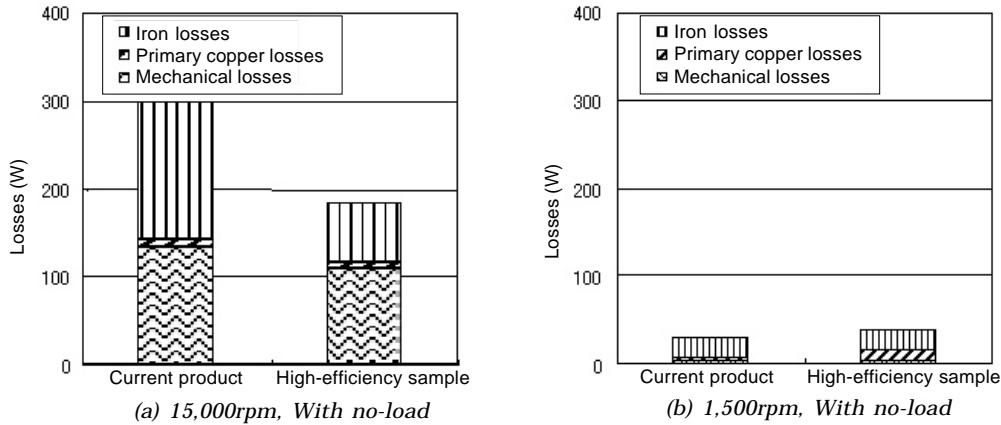 400
300
200
100
0
Losses (W)
Iron losses
Primary copper losses
Mechanical losses
Current product
High-efficiency sample
(a) 15,000rpm, With no-load
400
300
200
100
0
Losses (W)
Iron losses
Primary copper losses
Mechanical losses
Current product
High-efficiency sample
(b) 1,500rpm, With no-load